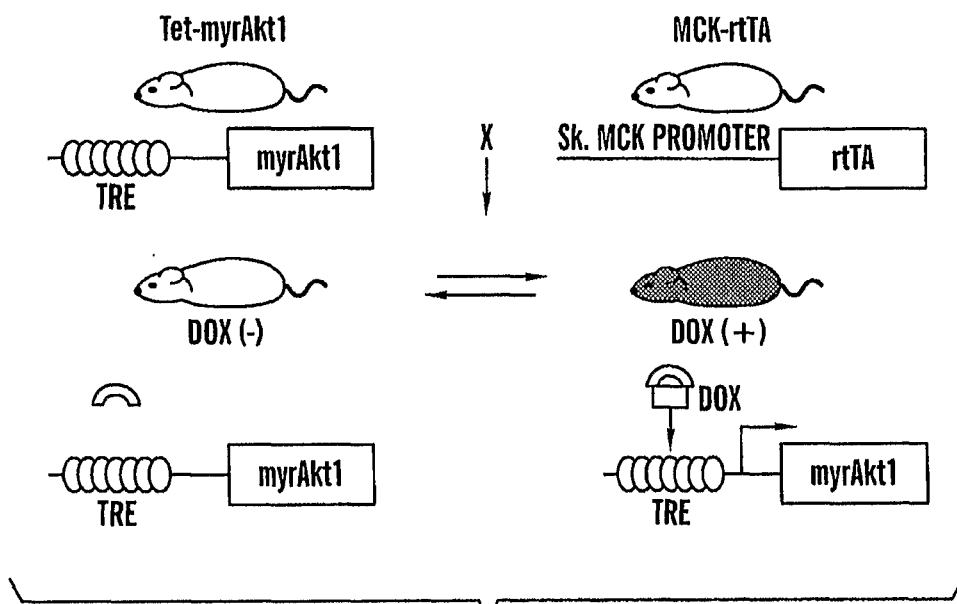 Tet-myrAkt1
MCK-rtTA
myrAkt1
TRE
X
Sk. MCK PROMOTER
rtTA
DOX (-)
DOX (+)
DOX
myrAkt1
TRE
myrAkt1
TRE